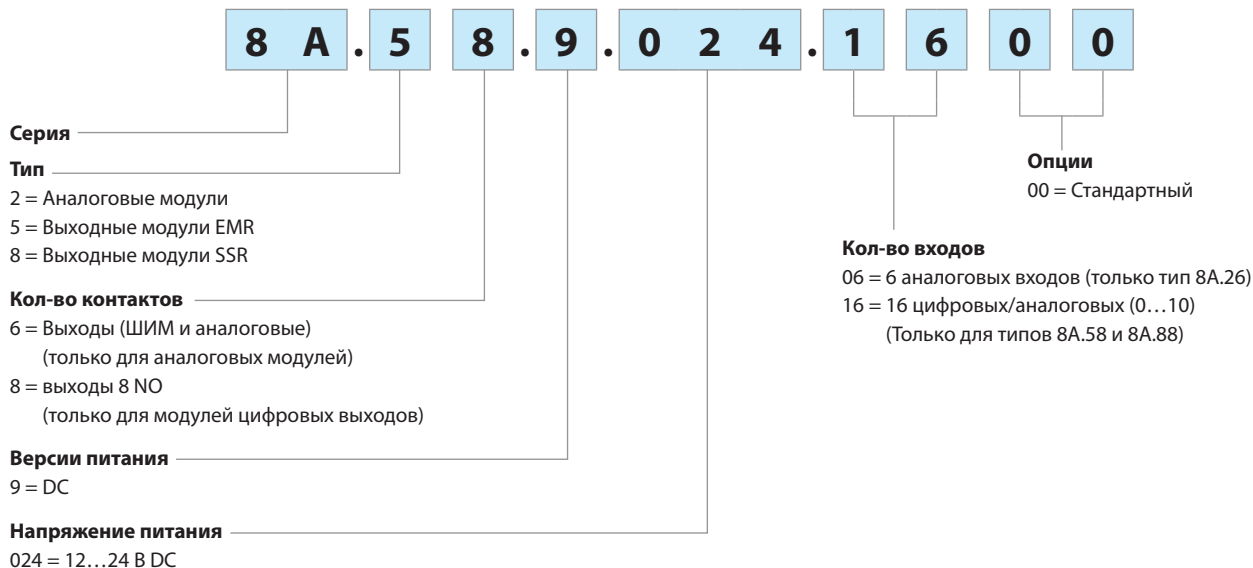 8 A . 5 8 . 9 . 0 2 4 . 1 6 0 0
Серия
Тип
2 = Аналоговые модули
5 = Выходные модули EMR
8 = Выходные модули SSR
Кол-во контактов
6 = Выходы (ШИМ и аналоговые)
(только для аналоговых модулей)
8 = выходы 8 NO
(только для модулей цифровых выходов)
Версии питания
9 = DC
Напряжение питания
024 = 12…24 В DC
Опции
00 = Стандартный
Кол-во входов
06 = 6 аналоговых входов (только тип 8A.26)
16 = 16 цифровых/аналоговых (0…10)
(Только для типов 8A.58 и 8A.88)